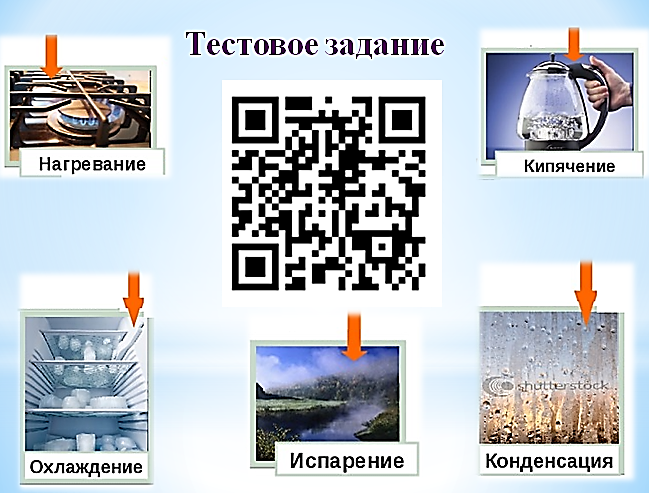 Тестовое задание
Нагревание
Кипячение
Охлаждение
Испарение
shutterstock
Конденсация